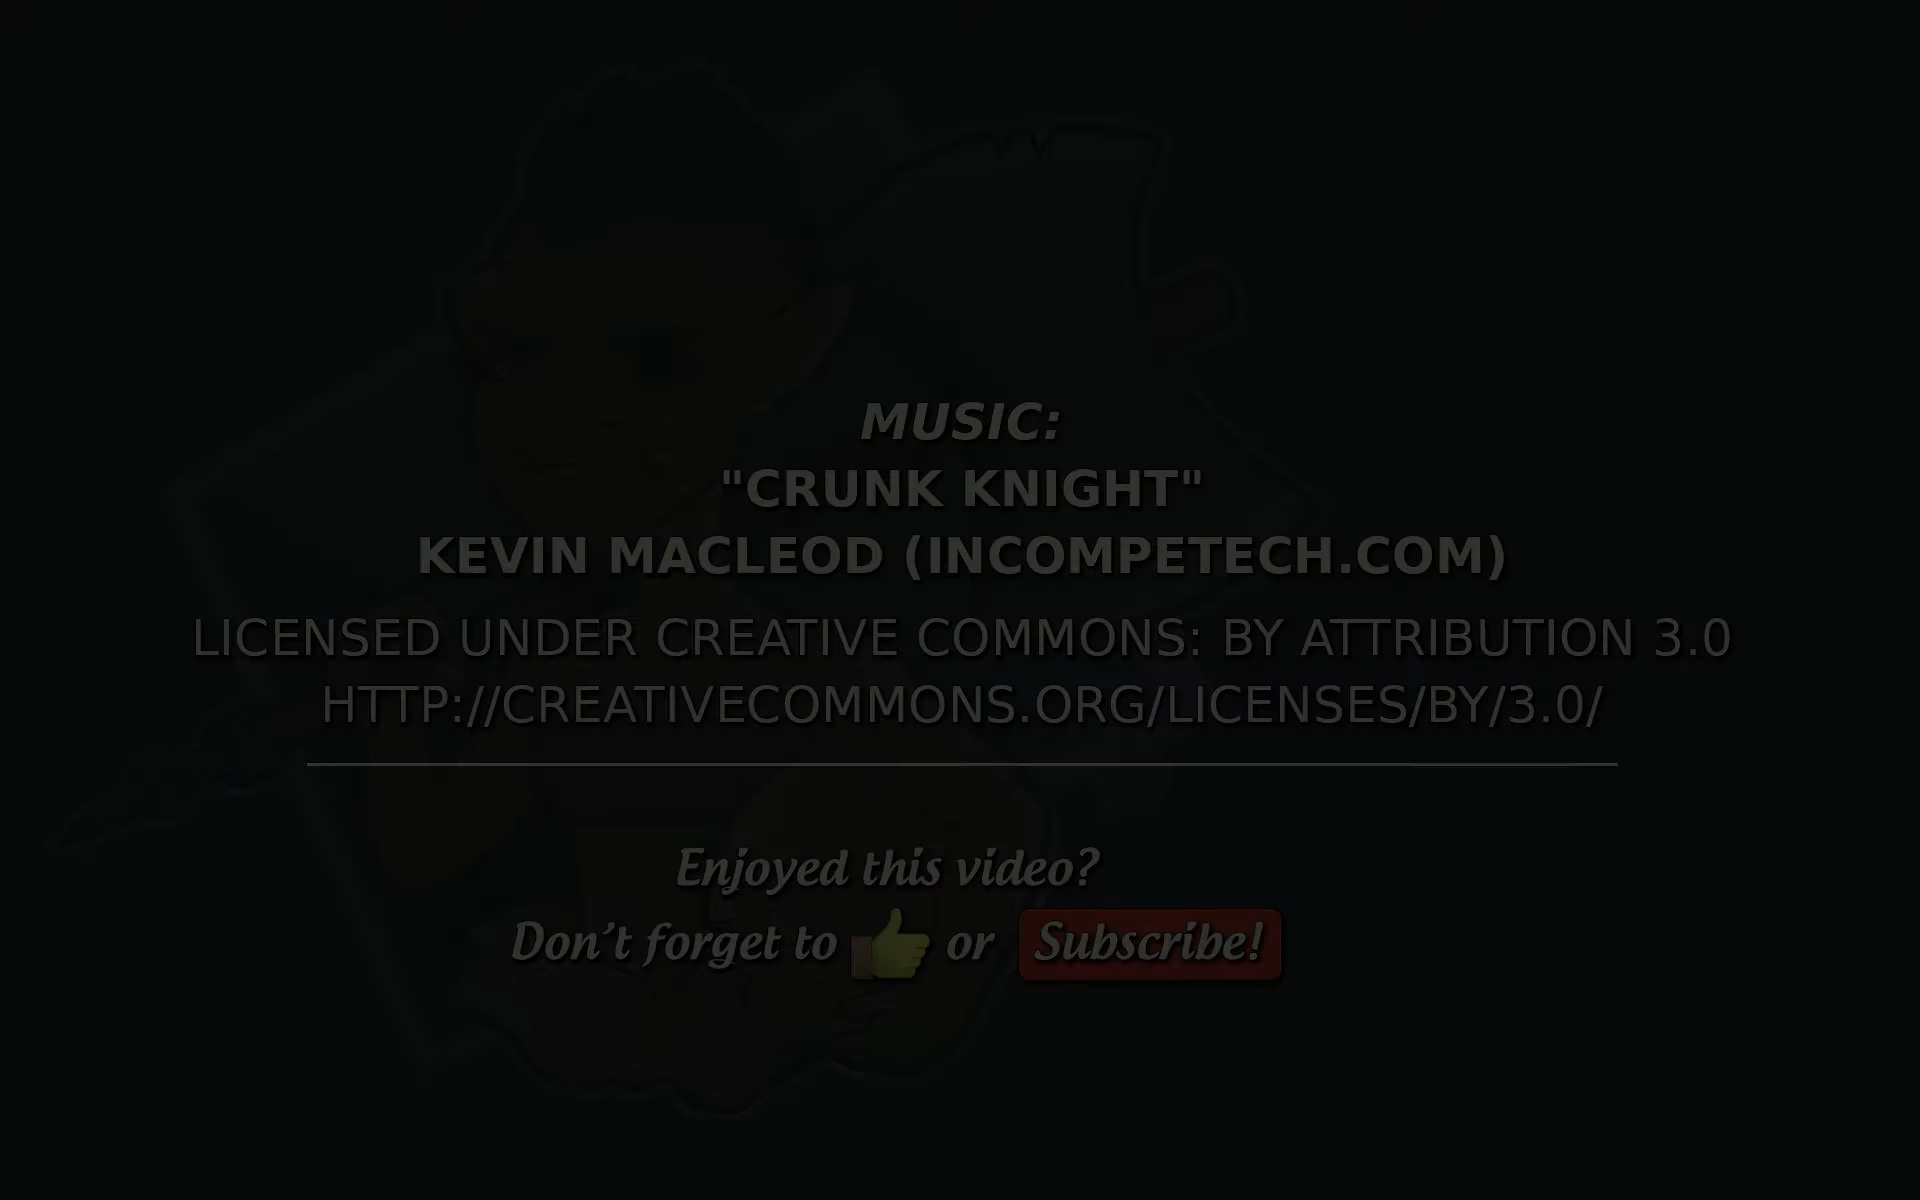 MUSIC:
"CRUNK KNIGHT"
KEVIN MACLEOD (INCOMPETECH.COM)
LICENSED UNDER CREATIVE COMMONS: BY ATTRIBUTION 3.0
HTTP://CREATIVECOMMONS.ORG/LICENSES/BY/3.0/
Enjoyed this video?
Don't forget to or Subscribe!